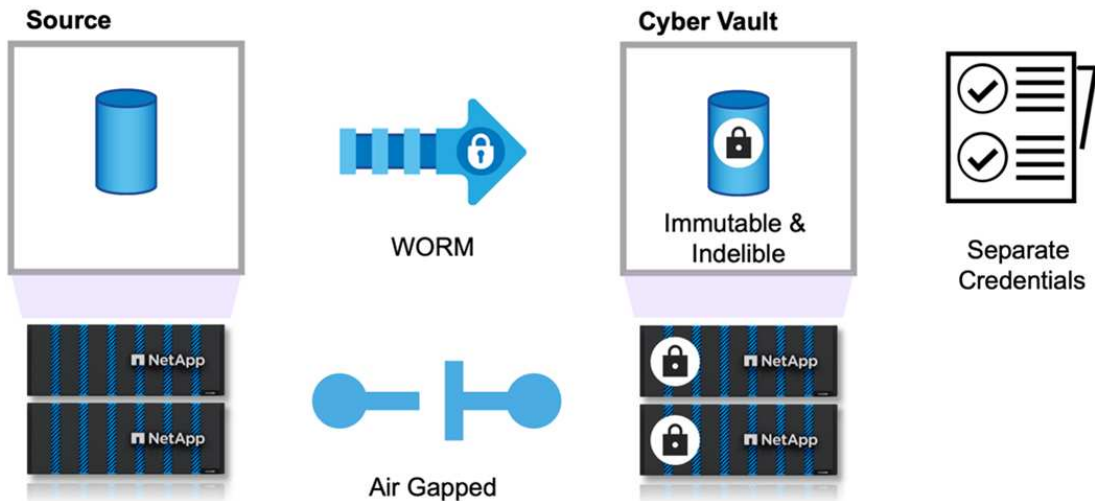 Source
Cyber Vault
WORM
Immutable &
Indelible
Separate
Credentials
NetApp
NetApp
NetApp
NetApp
Air Gapped